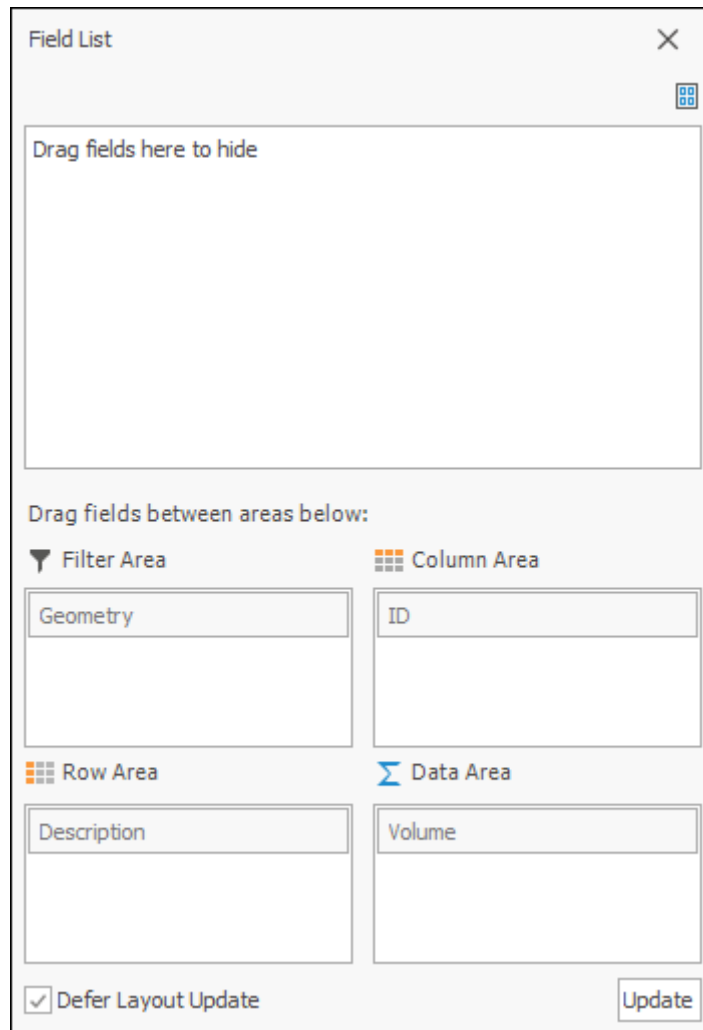 Field List
Drag fields here to hide
Drag fields between areas below:
Filter Area
Column Area
Geometry
ID
Row Area
Data Area
Description
Volume
Defer Layout Update
Update